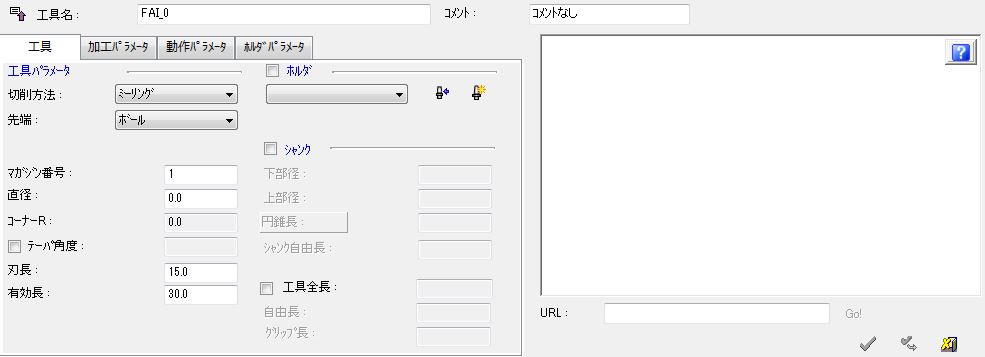 工具名： FAI_0 ｺﾒﾝﾄ： ｺﾒﾝﾄなし
工具 加工ﾊﾟﾗﾒｰﾀ 動作ﾊﾟﾗﾒｰﾀ ﾎﾙﾀﾞﾊﾟﾗﾒｰﾀ
工具ﾊﾟﾗﾒｰﾀ ﾎﾙﾀﾞ
切削方法： ﾐｰﾘﾝｸﾞ
先端： ﾎﾞｰﾙ
ｼｬﾝｸ
ﾏｶﾞｼﾞﾝ番号： 1 下部径：
直径： 0.0 上部径：
ｺｰﾅｰR： 0.0 円錐長：
ﾃｰﾊﾟ角度： ｼｬﾝｸ自由長：
刃長： 15.0
有効長： 30.0 工具全長：
自由長：
ｸﾞﾘｯﾌﾟ長：
URL： Go!